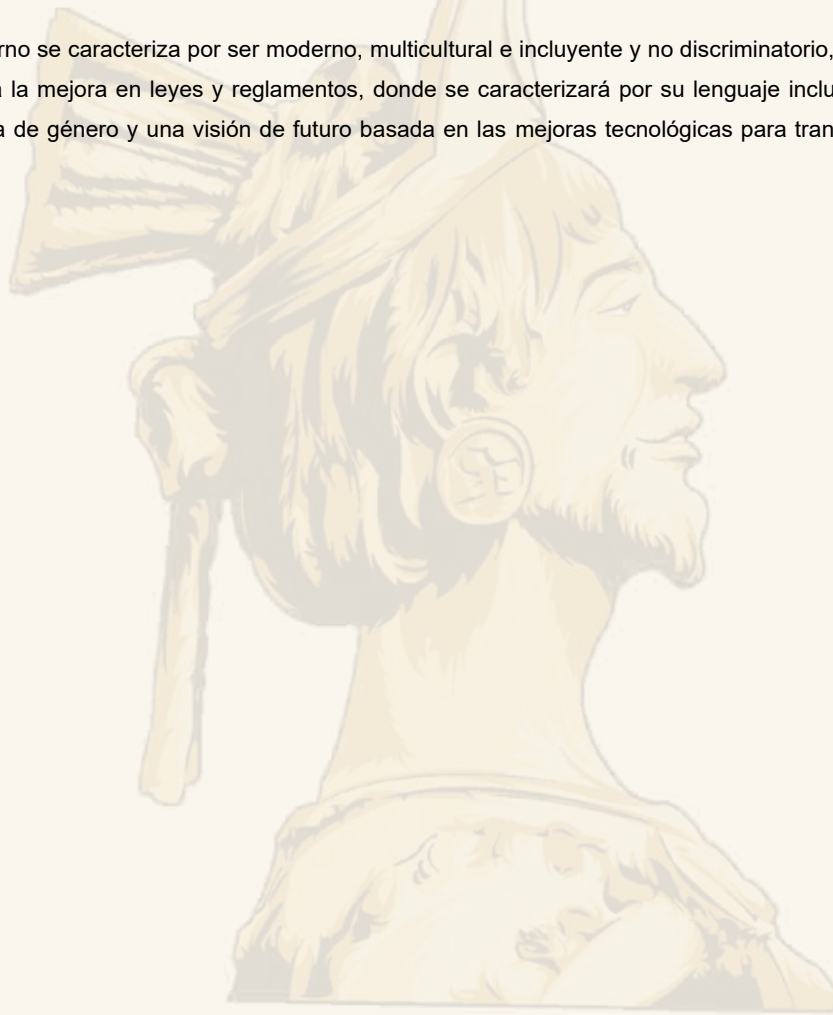 rno se caracteriza por ser moderno, multicultural e incluyente y no discriminatorio,
a la mejora en leyes y reglamentos, donde se caracterizará por su lenguaje inclu
a de género y una visión de futuro basada en las mejoras tecnológicas para tran